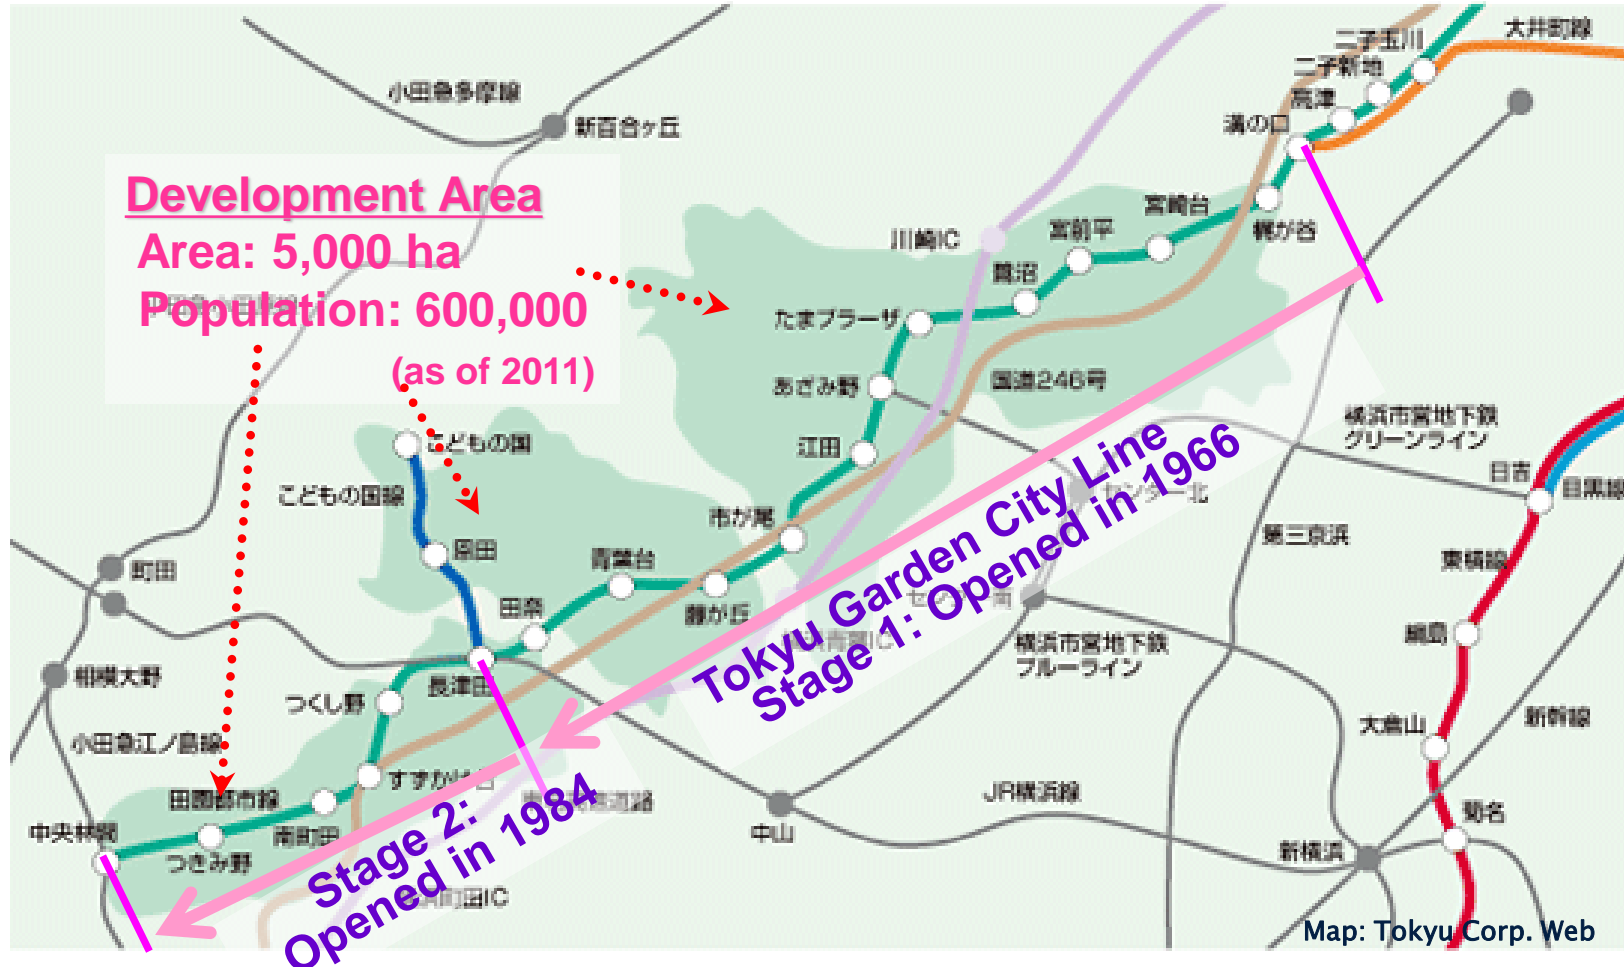 二子玉川
大井町線
二子新地
高津
溝の口
小田急多摩線
新百合ヶ丘
Development Area
Area: 5,000 ha
Population: 600,000
(as of 2011)
宮崎台
梶が谷
宮前平
川崎IC
鷺沼
たまプラーザ
あざみ野
国道246号
横浜市営地下鉄
グリーンライン
江田
こどもの国
こどもの国線
日吉
目黒線
センター北
市が尾
第三京浜
東横線
恩田
青葉台
町田
田奈
藤が丘
Tokyu Garden City Line
Stage 1: Opened in 1966
横浜市営地下鉄
ブルーライン
綱島
相模大野
長津田
つくし野
小田急江ノ島線
大倉山
新幹線
すずかけ台
田園都市線
南町田
中央林間
つきみ野
Stage 2:
Opened in 1984
JR横浜線
中山
菊名
新横浜
Map: Tokyu Corp. Web